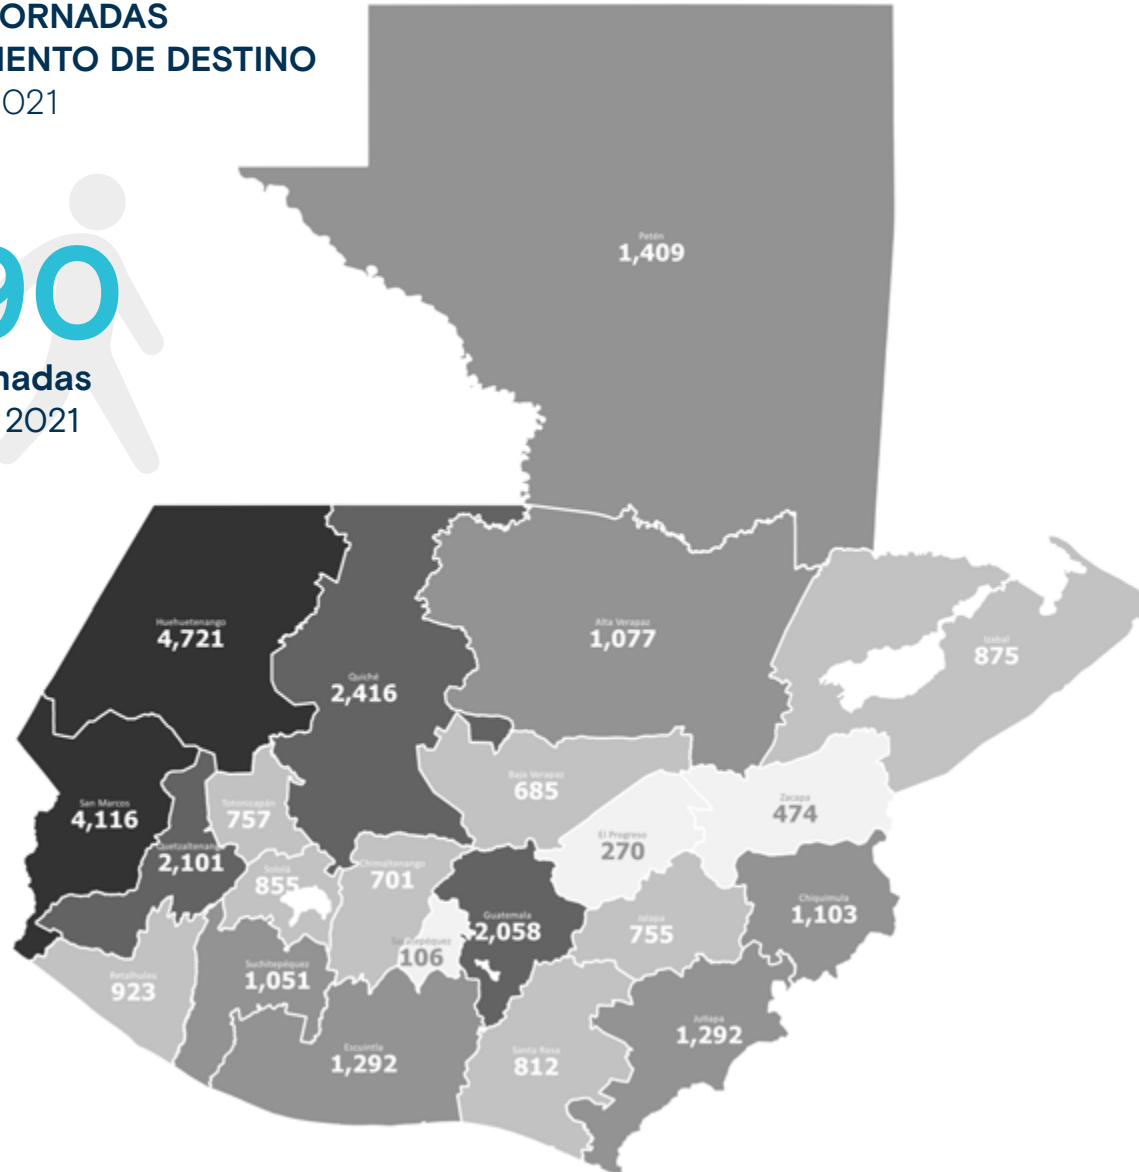 ORNADAS
IENTO DE DESTINO
2021
90
nadas
2021
Petén
1,409
Huehuetenango
4,721
Alta Verapaz
1,077
Izabal
875
Quiché
2,416
Baja Verapaz
685
Zacapa
474
San Marcos
4,116
Totonicapán
757
El Progreso
270
Quetzaltenango
2,101
Sololá
855
Chimaltenango
701
Chiquimula
1,103
Guatemala
2,058
Jalapa
755
Sacatepéquez
106
Retalhuleu
923
Suchitepéquez
1,051
Jutiapa
1,292
Escuintla
1,292
Santa Rosa
812